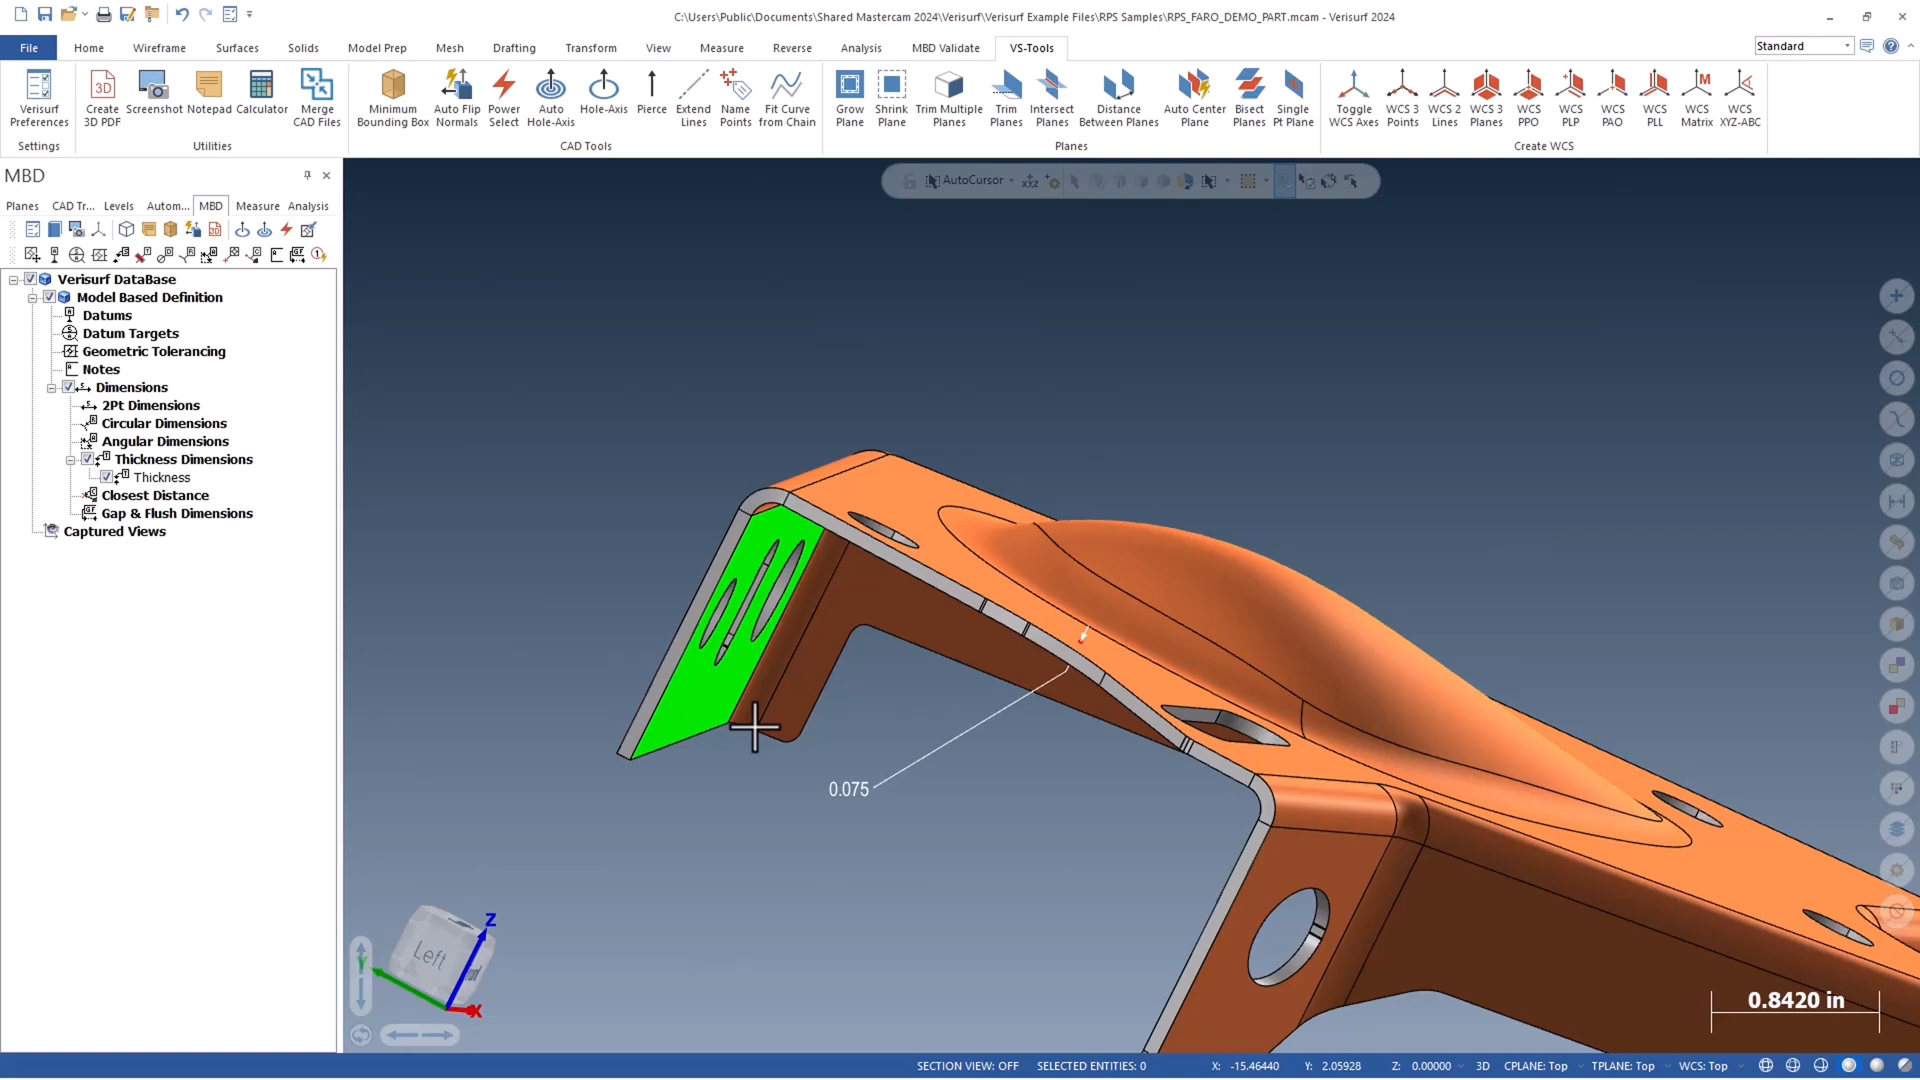 C:\Users\Public\Documents\Shared Mastercam 2024\Verisurf\Verisurf Example Files\RPS Samples\RPS_FARO_DEMO_PART.mcam - Verisurf 2024
File Home Wireframe Surfaces Solids Model Prep Mesh Drafting Transform View Measure Reverse Analysis MBD Validate VS-Tools Standard
Verisurf Preferences
Create 3D PDF
Screenshot
Notepad
Calculator
Merge CAD Files
Minimum Bounding Box
Auto Flip Normals
Power Select
Auto Hole-Axis
Hole-Axis
Pierce
Extend Lines
Name Points
Fit Curve from Chain
Grow Plane
Shrink Plane
Trim Multiple Planes
Trim Planes
Intersect Planes
Distance Between Planes
Auto Center Plane
Bisect Planes
Single Pt Plane
Toggle WCS Axes
WCS 3 Points
WCS 2 Lines
WCS 3 Planes
WCS PPO
WCS PLP
WCS PAO
WCS PLL
WCS Matrix
WCS XYZ-ABC
Settings Utilities CAD Tools Planes Create WCS
MBD
AutoCursor
Planes CAD Tr... Levels Autom... MBD Measure Analysis
Verisurf DataBase
Model Based Definition
Datums
Datum Targets
Geometric Tolerancing
Notes
Dimensions
2Pt Dimensions
Circular Dimensions
Angular Dimensions
Thickness Dimensions
Thickness
Closest Distance
Gap & Flush Dimensions
Captured Views
0.075
Z
Left
Y
X
0.8420 in
SECTION VIEW: OFF SELECTED ENTITIES: 0 X: -15.46440 Y: 2.05928 Z: 0.00000 3D CPLANE: Top TPLANE: Top WCS: Top